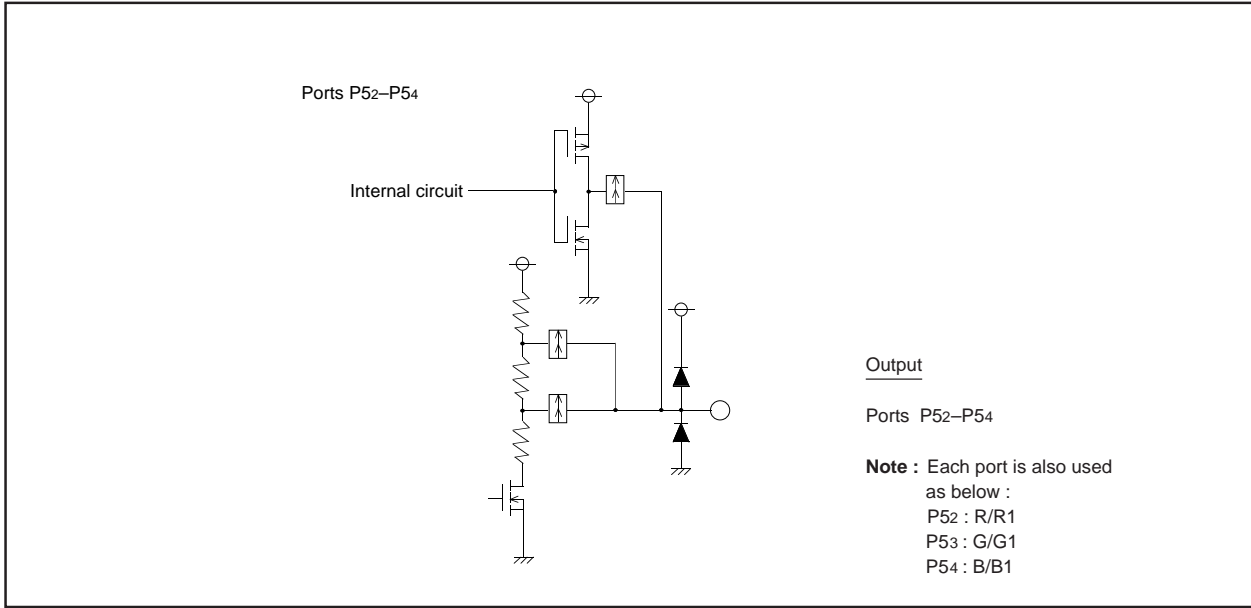 Ports P52–P54
Internal circuit
Output
Ports P52–P54
Note : Each port is also used
as below :
P52 : R/R1
P53 : G/G1
P54 : B/B1